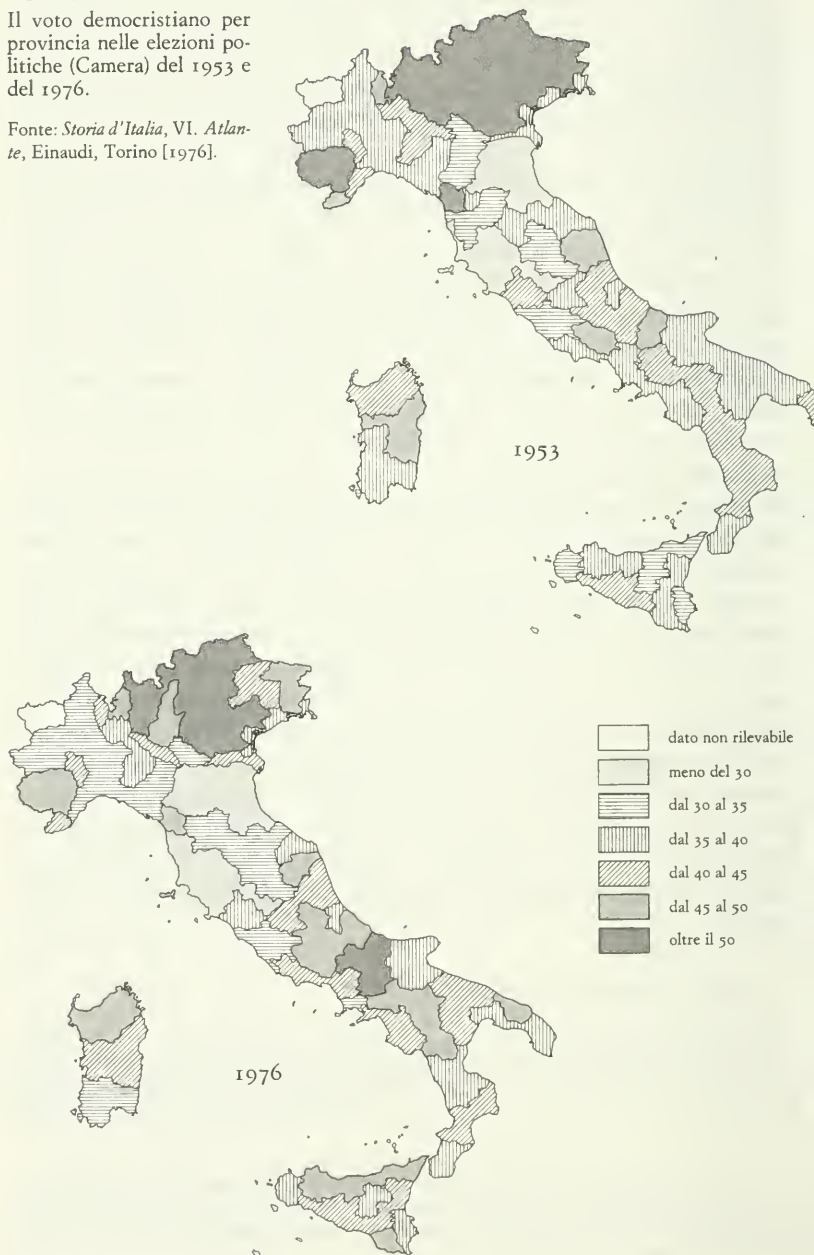 Il voto democristiano per
provincia nelle elezioni po-
litiche (Camera) del 1953 e
del 1976.
Fonte: Storia d'Italia, VI. Atlan-
te, Einaudi, Torino [1976].
1953
1976
dato non rilevabile
meno del 30
dal 30 al 35
dal 35 al 40
dal 40 al 45
dal 45 al 50
oltre il 50